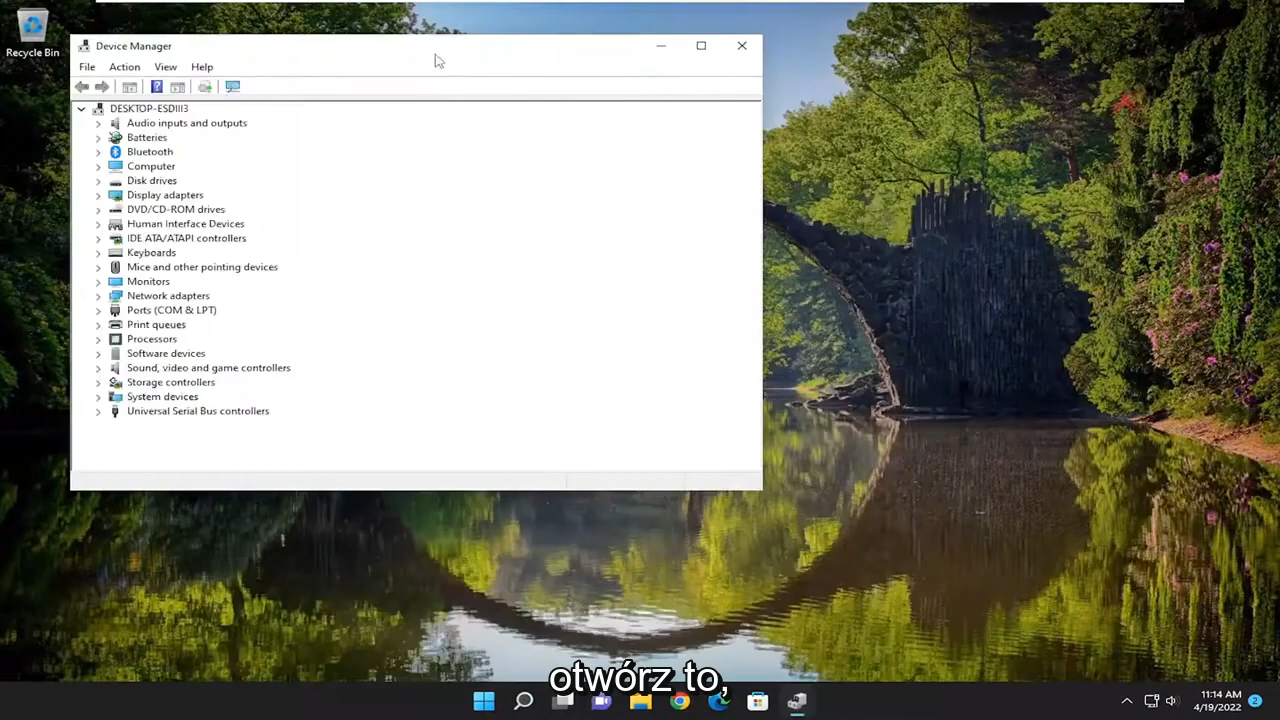 Recycle Bin
Device Manager
File Action View Help
DESKTOP-ESDIII3
Audio inputs and outputs
Batteries
Bluetooth
Computer
Disk drives
Display adapters
DVD/CD-ROM drives
Human Interface Devices
IDE ATA/ATAPI controllers
Keyboards
Mice and other pointing devices
Monitors
Network adapters
Ports (COM & LPT)
Print queues
Processors
Software devices
Sound, video and game controllers
Storage controllers
System devices
Universal Serial Bus controllers
otwórz to,
11:14 AM
4/19/2022
2